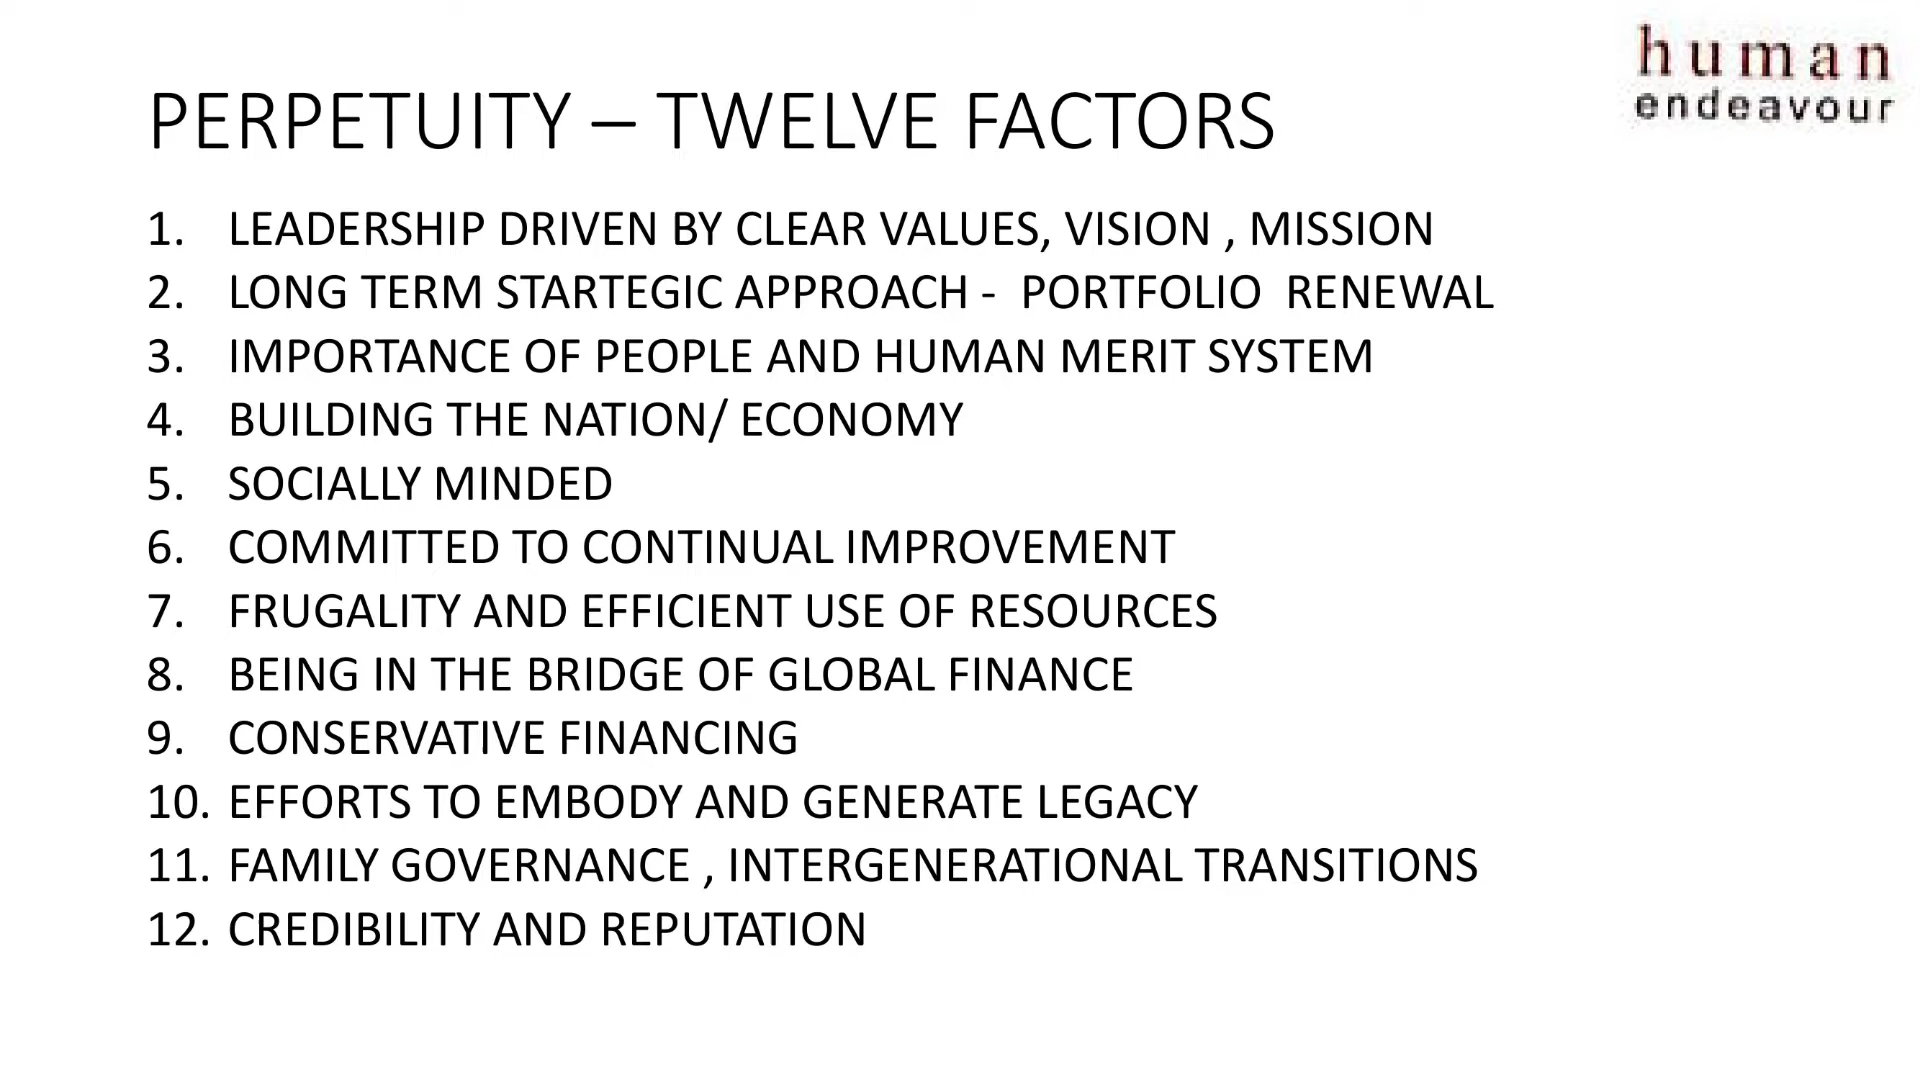 human
endeavour
PERPETUITY – TWELVE FACTORS
1. LEADERSHIP DRIVEN BY CLEAR VALUES, VISION , MISSION
2. LONG TERM STARTEGIC APPROACH - PORTFOLIO RENEWAL
3. IMPORTANCE OF PEOPLE AND HUMAN MERIT SYSTEM
4. BUILDING THE NATION/ ECONOMY
5. SOCIALLY MINDED
6. COMMITTED TO CONTINUAL IMPROVEMENT
7. FRUGALITY AND EFFICIENT USE OF RESOURCES
8. BEING IN THE BRIDGE OF GLOBAL FINANCE
9. CONSERVATIVE FINANCING
10. EFFORTS TO EMBODY AND GENERATE LEGACY
11. FAMILY GOVERNANCE , INTERGENERATIONAL TRANSITIONS
12. CREDIBILITY AND REPUTATION